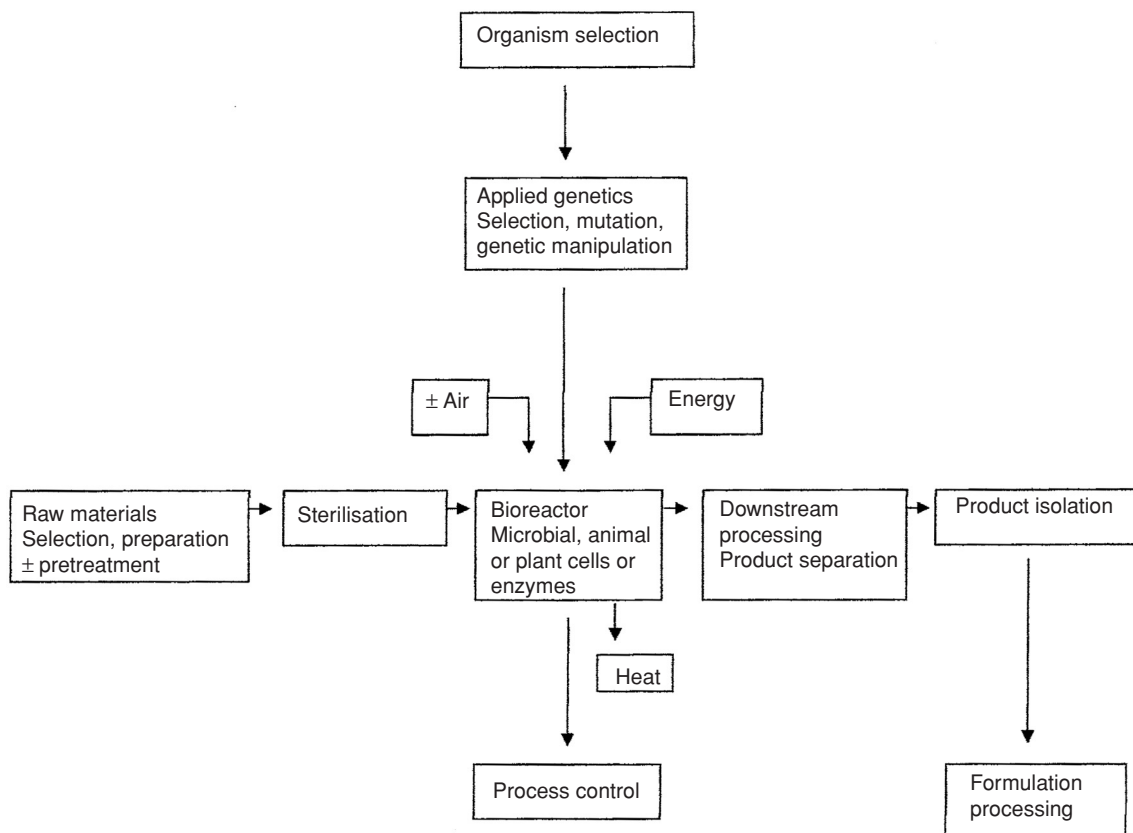 Organism selection
Applied genetics
Selection, mutation,
genetic manipulation
± Air
Energy
Raw materials
Selection, preparation
± pretreatment
Sterilisation
Bioreactor
Microbial, animal
or plant cells or
enzymes
Downstream
processing
Product separation
Product isolation
Heat
Process control
Formulation
processing